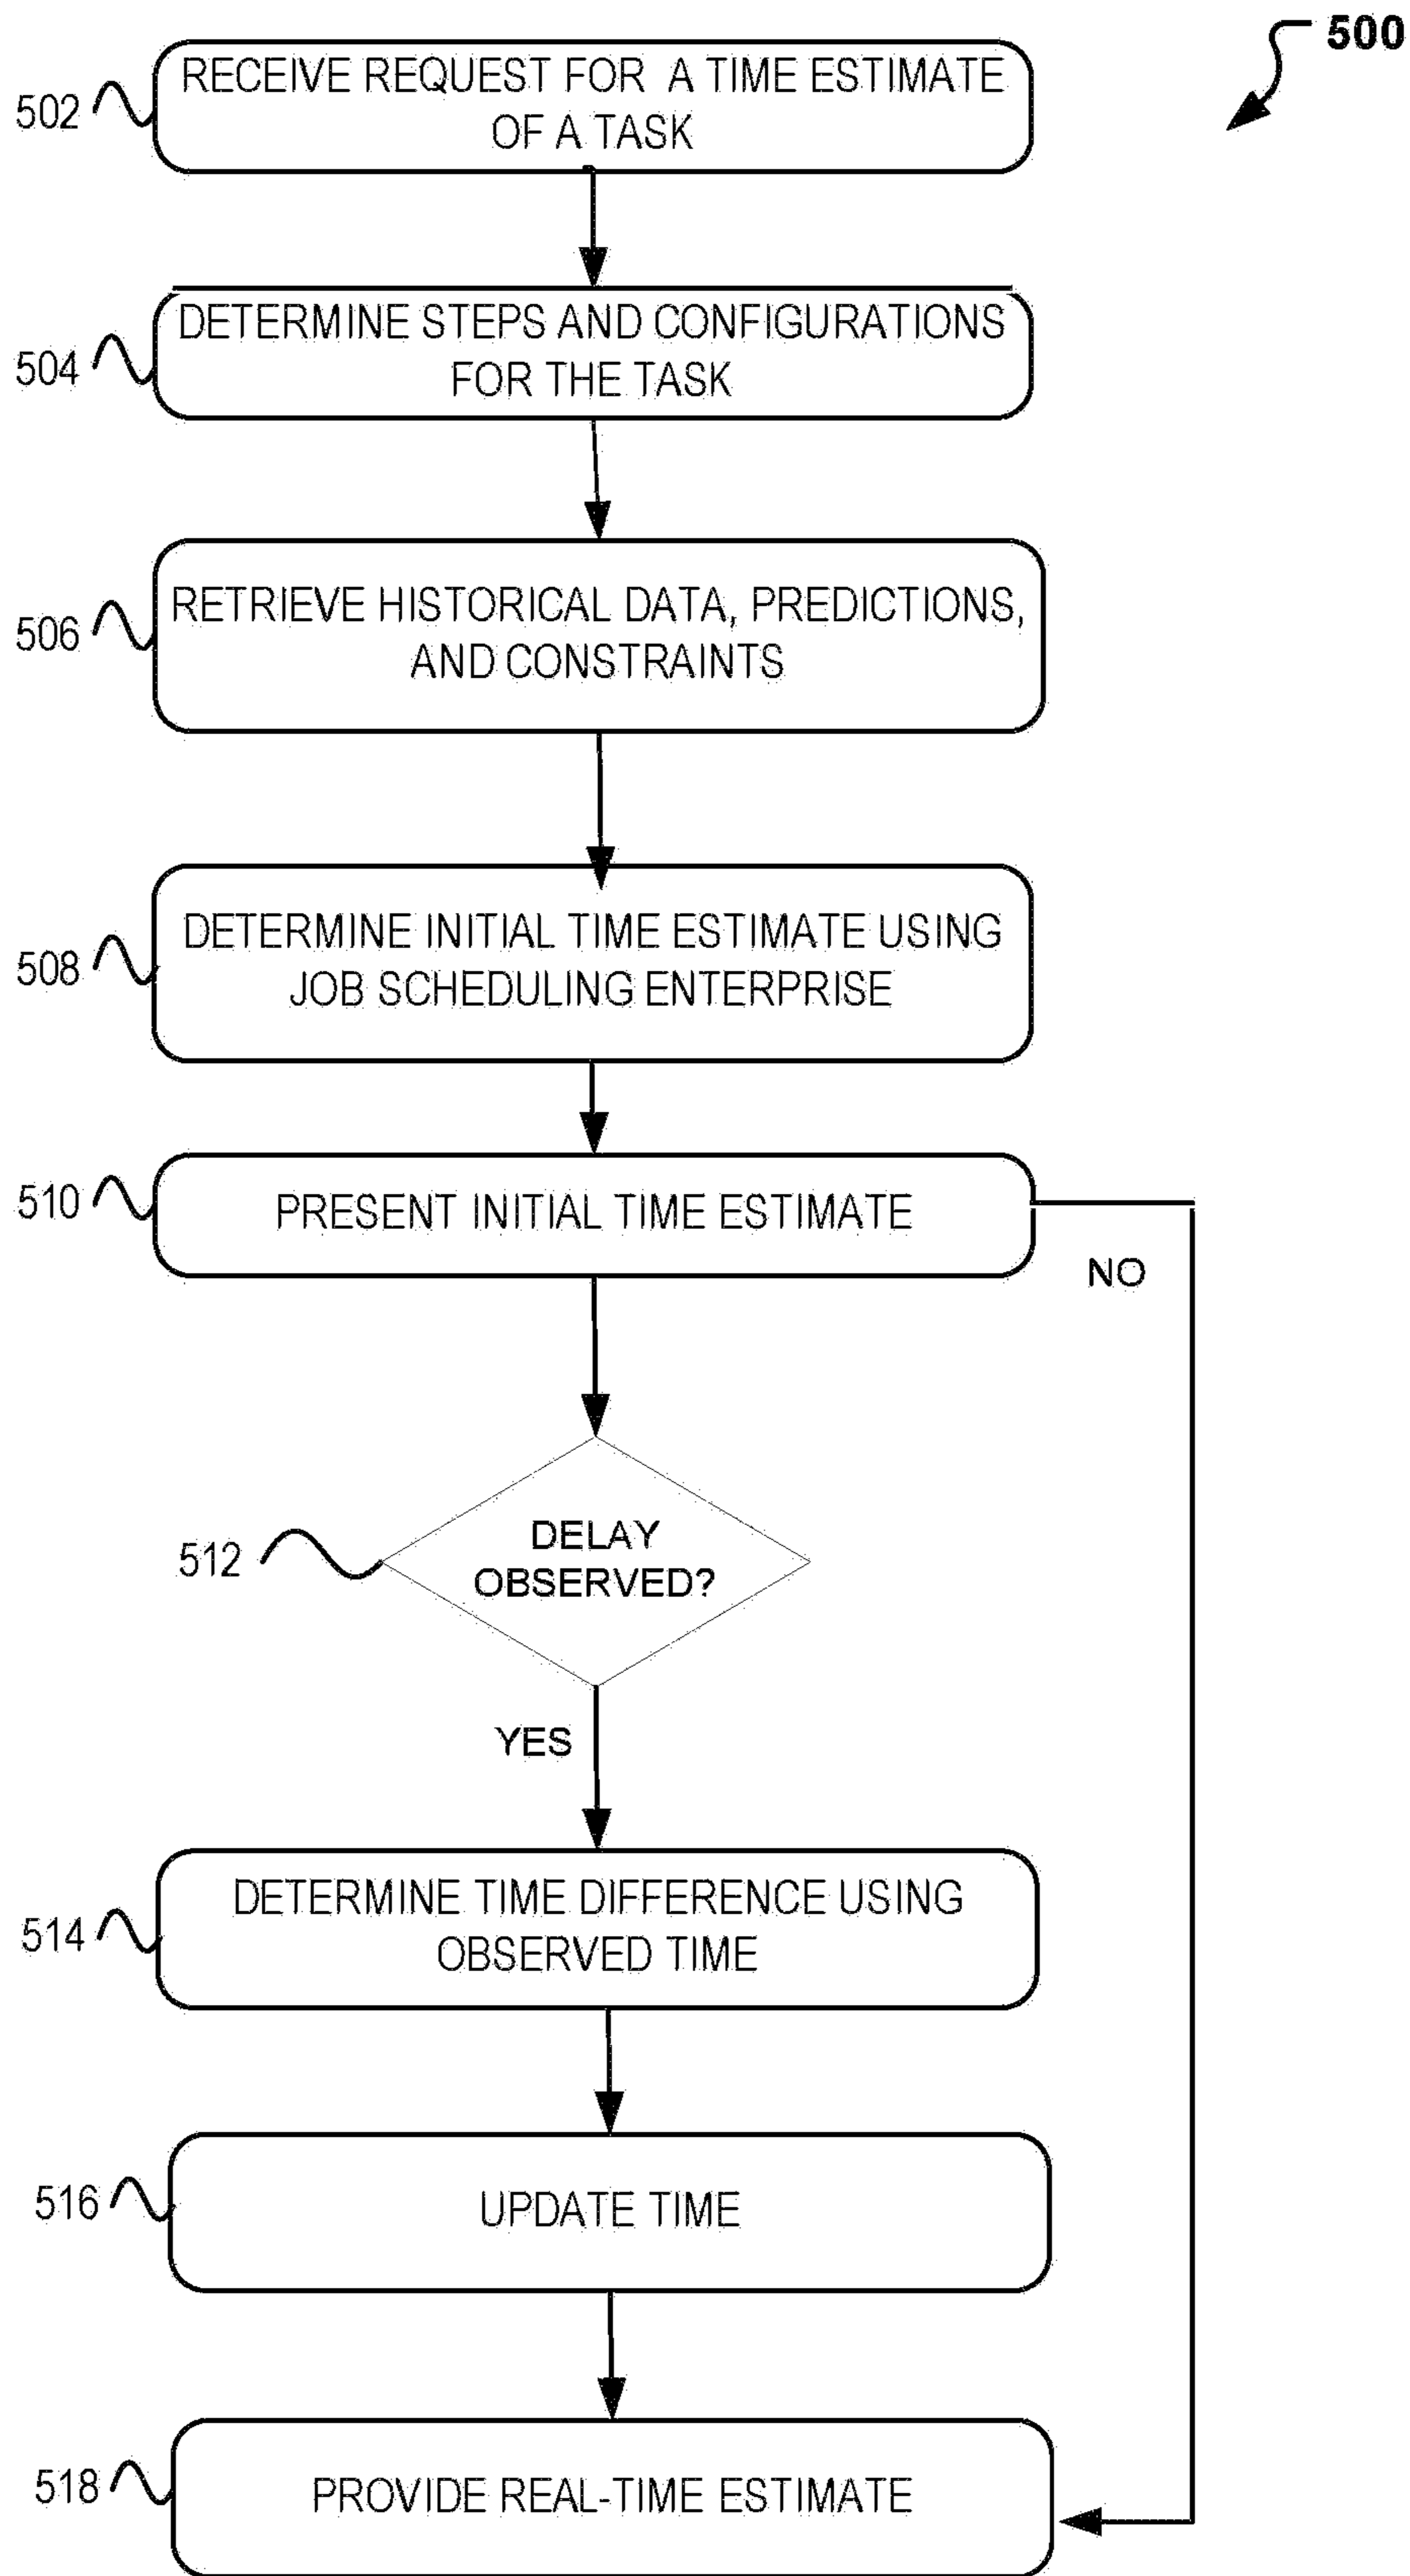 500
502
RECEIVE REQUEST FOR A TIME ESTIMATE
OF A TASK
504
DETERMINE STEPS AND CONFIGURATIONS
FOR THE TASK
506
RETRIEVE HISTORICAL DATA, PREDICTIONS,
AND CONSTRAINTS
508
DETERMINE INITIAL TIME ESTIMATE USING
JOB SCHEDULING ENTERPRISE
510
PRESENT INITIAL TIME ESTIMATE
NO
512
DELAY
OBSERVED?
YES
514
DETERMINE TIME DIFFERENCE USING
OBSERVED TIME
516
UPDATE TIME
518
PROVIDE REAL-TIME ESTIMATE